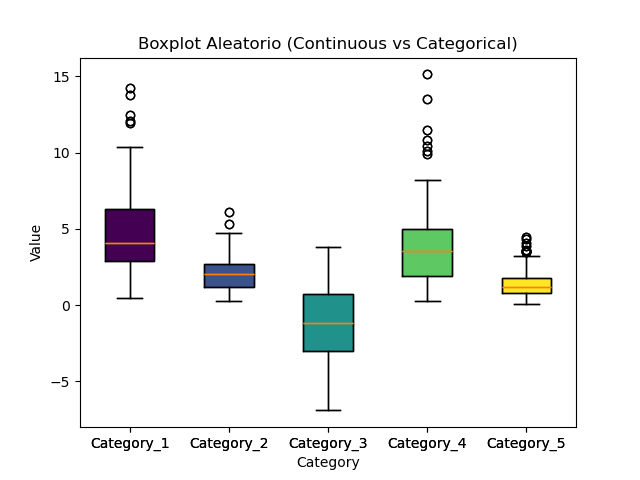 Boxplot Aleatorio (Continuous vs Categorical)
15
10
5
0
−5
Value
Category_1 Category_2 Category_3 Category_4 Category_5
Category